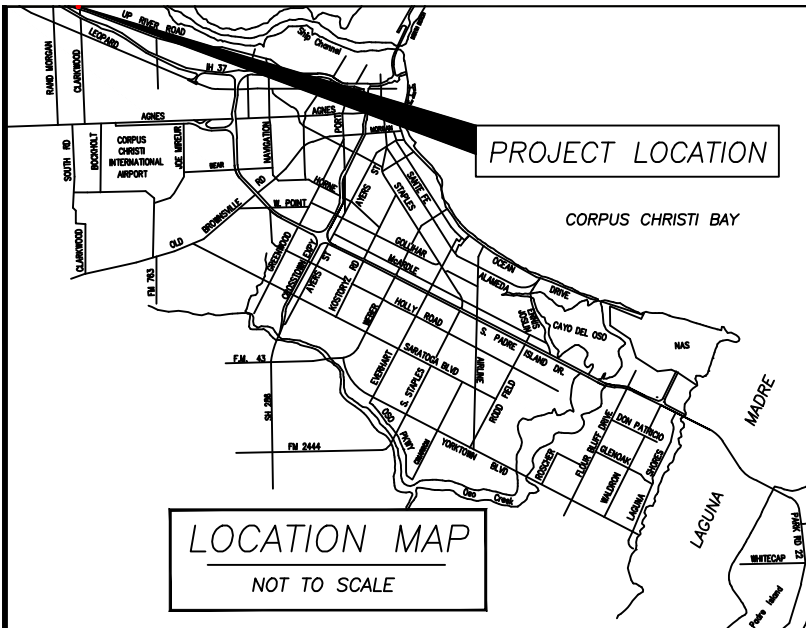 UP RIVER ROAD
Ship Channel
LEOPARD
RAND MORGAN
CLARKWOOD
IH 37
AGNES
AGNES
PORT
MORGAN
NAVIGATION
SOUTH RD
BOCKHOLT
CORPUS
CHRISTI
INTERNATIONAL
AIRPORT
JOE MIREUR
BEAR
PROJECT LOCATION
HORNE
AYERS ST
STAPLES
SANTE FE.
CORPUS CHRISTI BAY
OLD BROWNSVILLE RD
W. POINT
CLARKWOOD
FM 763
GREENWOOD
CROSSTOWN EXPY
AYERS ST
KOSTORYZ RD
GOLLIHAR
McARDLE
WEBER
HOLLY ROAD
OCEAN DRIVE
ALAMEDA
ENNIS JOSLIN
CAYO DEL OSO
NAS
S. PADRE ISLAND DR.
F.M. 43
SH 286
SARATOGA BLVD
EVERHART
S. STAPLES
AIRLINE
RODD FIELD
FM 2444
OSO PKWY
YORKTOWN BLVD
Oso Creek
ROSCHER
FLOUR BLUFF DRIVE
DON PATRICIO
GLENOAK
WALDRON
LAGUNA SHORES
LAGUNA MADRE
PARK RD 22
WHITECAP
Padre Island
LOCATION MAP
NOT TO SCALE